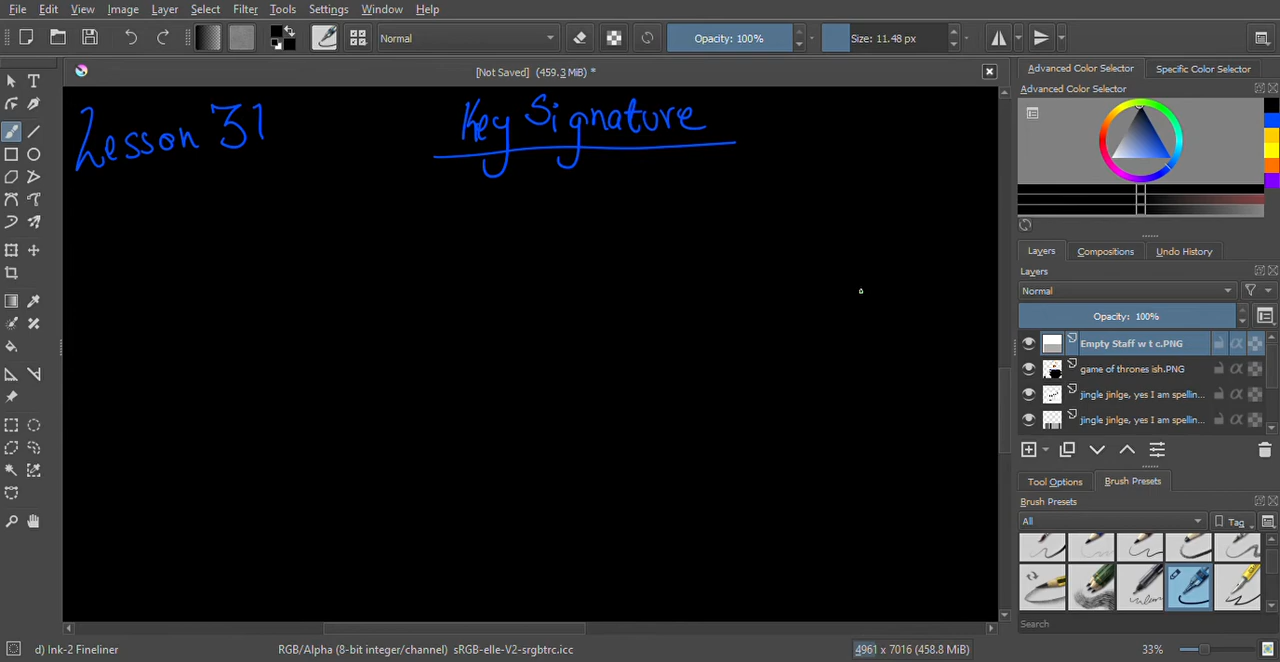 File Edit View Image Layer Select Filter Tools Settings Window Help
Normal Opacity: 100% Size: 11.48 px
[Not Saved] (459.3 MiB) *
Lesson 31 Key Signature
Advanced Color Selector Specific Color Selector
Advanced Color Selector
Layers Compositions Undo History
Layers
Normal
Opacity: 100%
Empty Staff w t c.PNG
game of thrones ish.PNG
jingle jinlge, yes I am spellin...
jingle jinlge, yes I am spellin...
Tool Options Brush Presets
Brush Presets
All Tag
Search
d) Ink-2 Fineliner RGB/Alpha (8-bit integer/channel) sRGB-elle-V2-srgbtrc.icc 4961 x 7016 (458.8 MiB) 33%